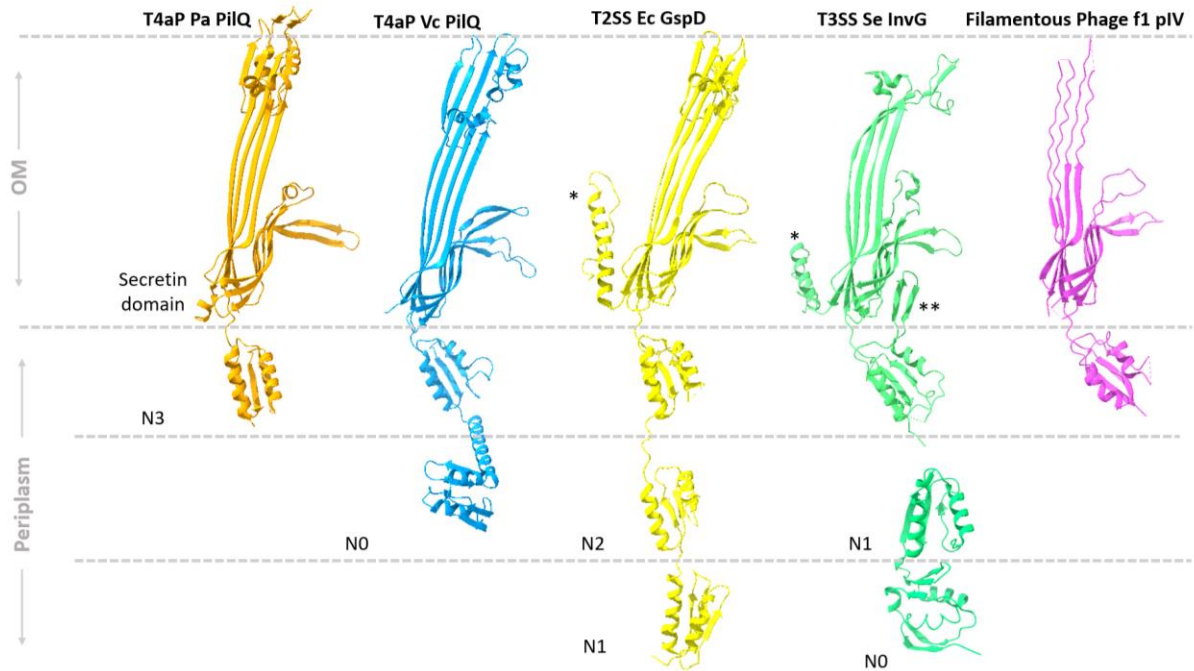 T4aP Pa PilQ
T4aP Vc PilQ
T2SS Ec GspD
T3SS Se InvG
Filamentous Phage f1 pIV
OM
*
*
Secretin
domain
**
N3
Periplasm
N0
N2
N1
N1
N0